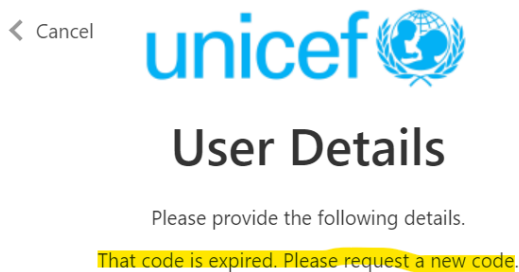 Cancel
unicef
User Details
Please provide the following details.
That code is expired. Please request a new code.